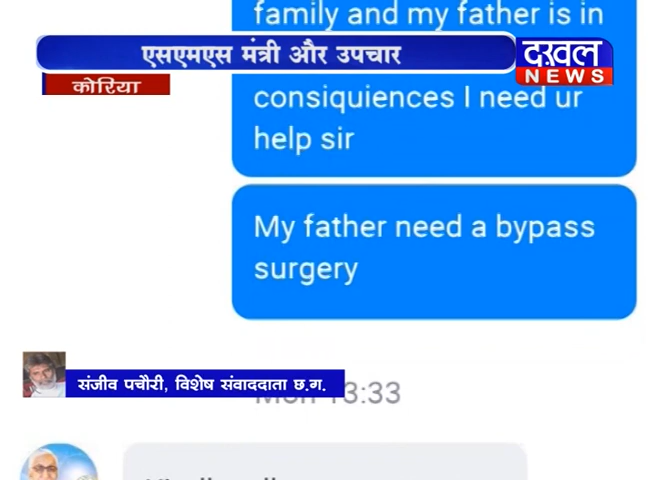 family and my father is in
एसएमएस मंत्री और उपचार
दख़ल
NEWS
कोरिया
consiquiences I need ur
help sir
My father need a bypass
surgery
संजीव पचौरी, विशेष संवाददाता छ.ग.
3:33